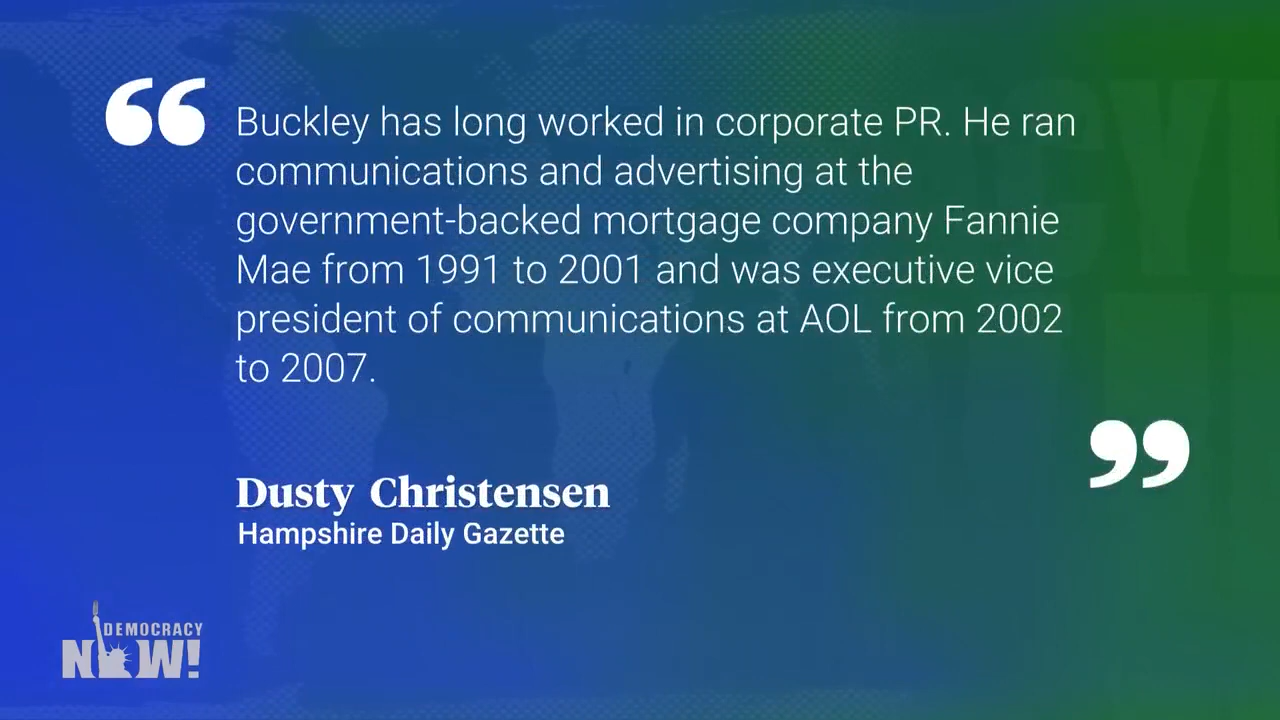 “
Buckley has long worked in corporate PR. He ran
communications and advertising at the
government-backed mortgage company Fannie
Mae from 1991 to 2001 and was executive vice
president of communications at AOL from 2002
to 2007.
”
Dusty Christensen
Hampshire Daily Gazette
DEMOCRACY
NOW!